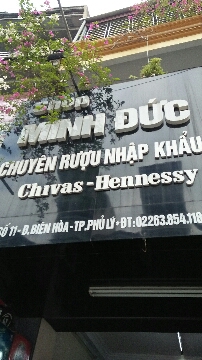 Shop
MINH ĐỨC
CHUYÊN RƯỢU NHẬP KHẨU
Chivas - Hennessy
SỐ 11 - Đ. BIÊN HÒA - TP. PHỦ LÝ - ĐT: 02263.854.118